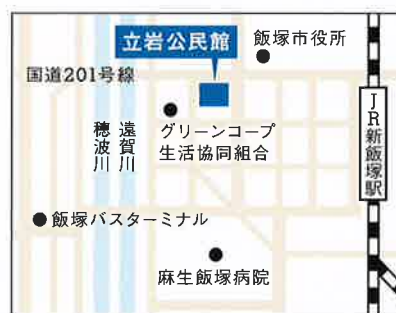 立岩公民館
飯塚市役所
国道201号線
JR新飯塚駅
穂波川
遠賀川
グリーンコープ
生活協同組合
飯塚バスターミナル
麻生飯塚病院